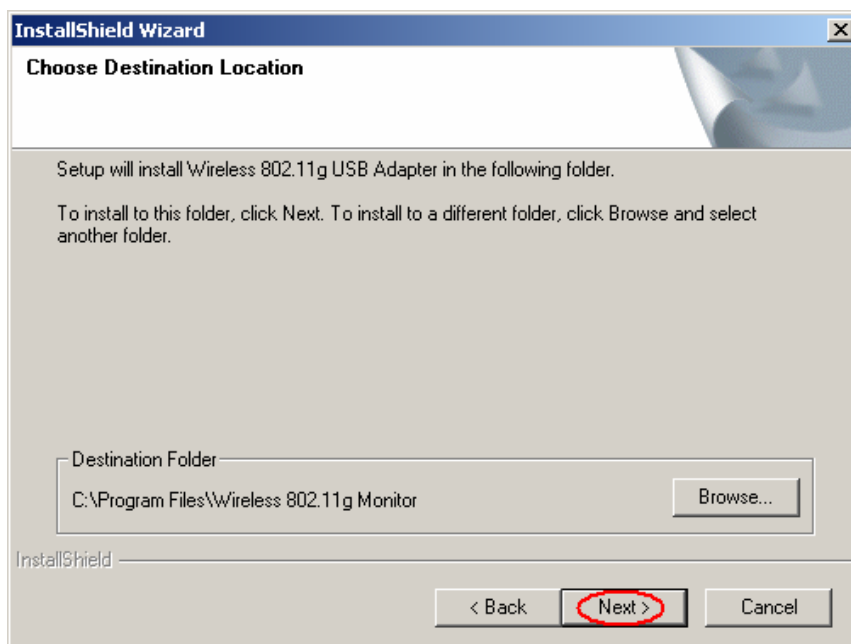 InstallShield Wizard
Choose Destination Location
Setup will install Wireless 802.11g USB Adapter in the following folder.
To install to this folder, click Next. To install to a different folder, click Browse and select
another folder.
Destination Folder
C:\Program Files\Wireless 802.11g Monitor
Browse...
InstallShield
< Back
Next >
Cancel